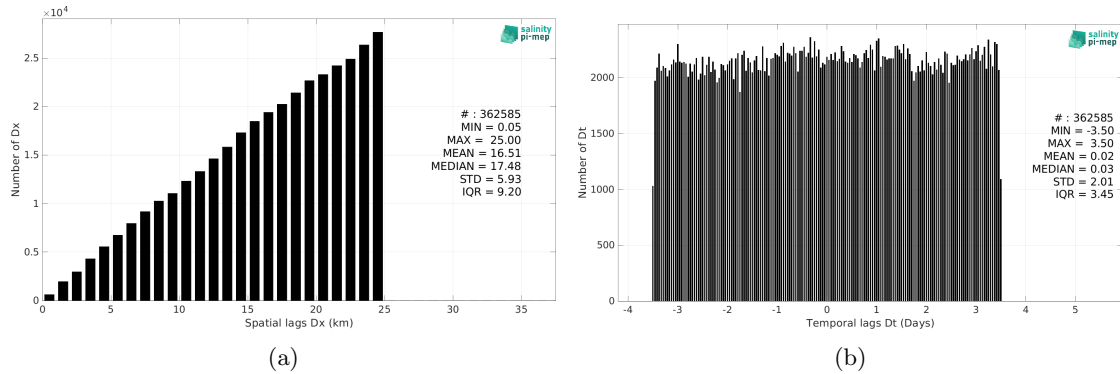 ×10⁴
salinity
pi-mep
2.5
2
1.5
1
0.5
0
Number of Dx
# : 362585
MIN = 0.05
MAX = 25.00
MEAN = 16.51
MEDIAN = 17.48
STD = 5.93
IQR = 9.20
0 5 10 15 20 25 30 35
Spatial lags Dx (km)
(a)
salinity
pi-mep
2000
1500
1000
500
0
Number of Dt
# : 362585
MIN = -3.50
MAX = 3.50
MEAN = 0.02
MEDIAN = 0.03
STD = 2.01
IQR = 3.45
-4 -3 -2 -1 0 1 2 3 4 5
Temporal lags Dt (Days)
(b)